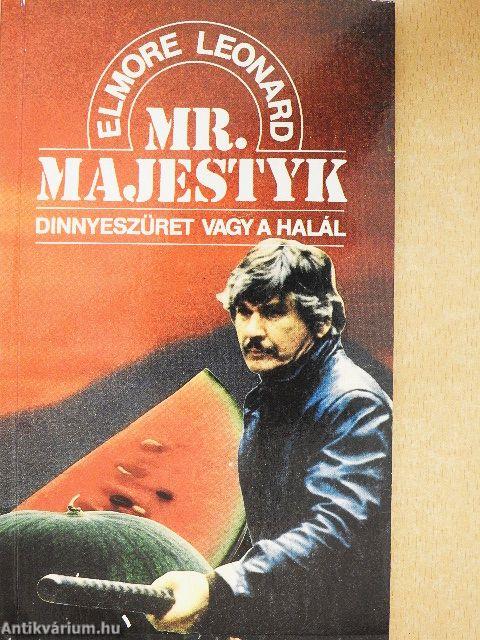 ELMORE LEONARD
MR.
MAJESTYK
DINNYESZÜRET VAGY A HALÁL
Antikvárium.hu